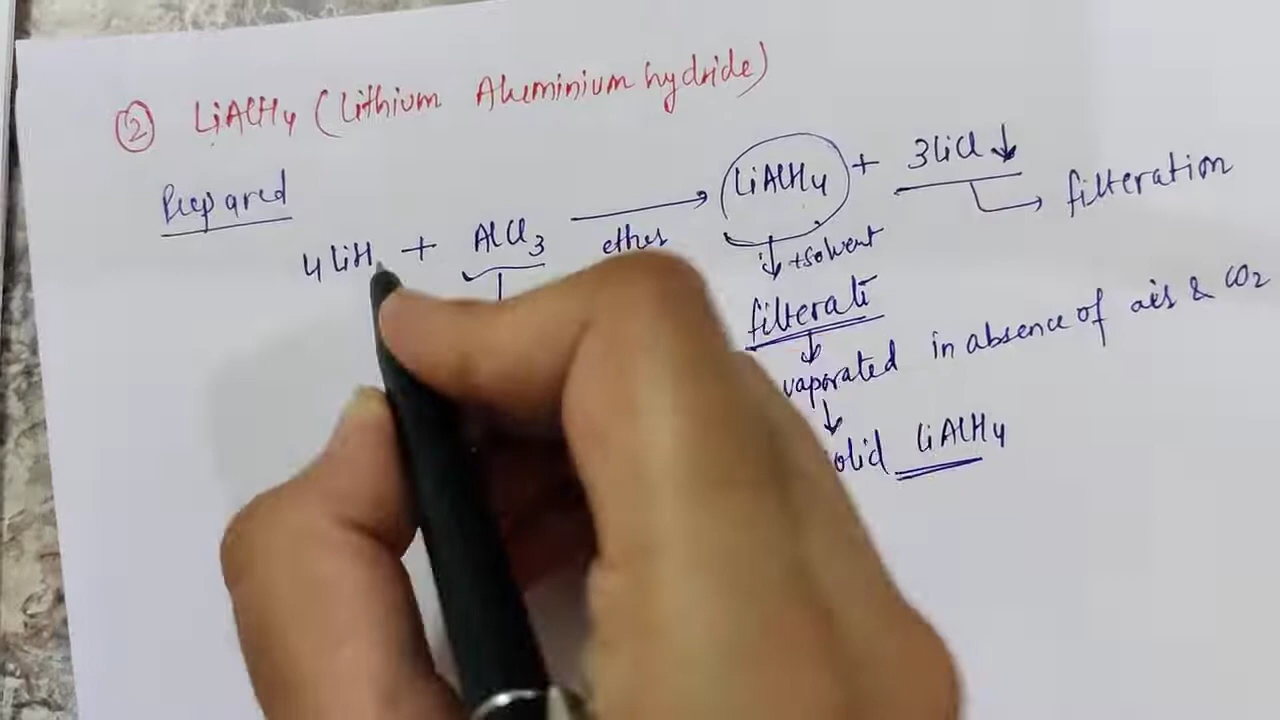 ② LiAlH4 (Lithium Aluminium hydride)
Prepared
4LiH + AlCl3 → LiAlH4 + 3LiCl ↓ → filteration
ether
↓ + solvent
filterati
↓
vaporated in absence of air & CO2
↓
olid LiAlH4